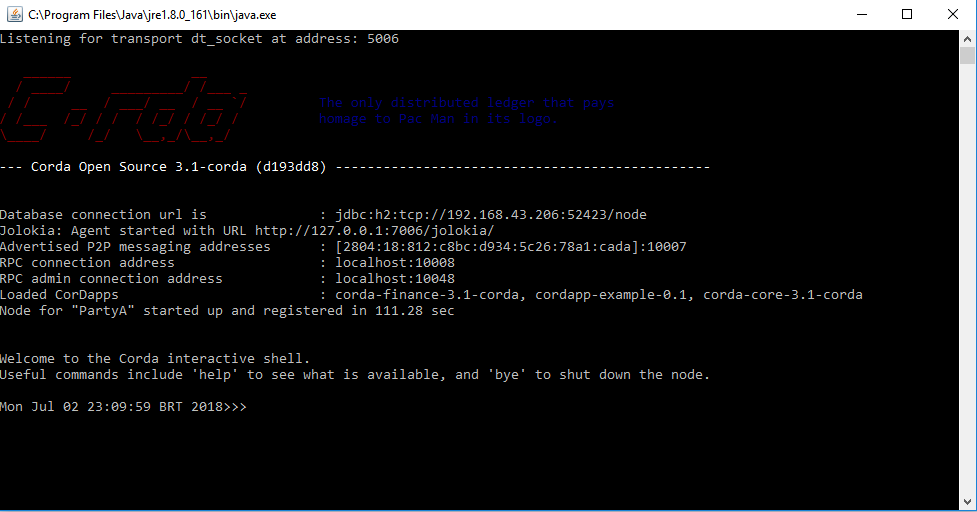 C:\Program Files\Java\jre1.8.0_161\bin\java.exe
Listening for transport dt_socket at address: 5006
Corda
The only distributed ledger that pays
homage to Pac Man in its logo.
--- Corda Open Source 3.1-corda (d193dd8) -----------------------------------------------
Database connection url is : jdbc:h2:tcp://192.168.43.206:52423/node
Jolokia: Agent started with URL http://127.0.0.1:7006/jolokia/
Advertised P2P messaging addresses : [2804:18:812:c8bc:d934:5c26:78a1:cada]:10007
RPC connection address : localhost:10008
RPC admin connection address : localhost:10048
Loaded CorDapps : corda-finance-3.1-corda, cordapp-example-0.1, corda-core-3.1-corda
Node for "PartyA" started up and registered in 111.28 sec
Welcome to the Corda interactive shell.
Useful commands include 'help' to see what is available, and 'bye' to shut down the node.
Mon Jul 02 23:09:59 BRT 2018>>>